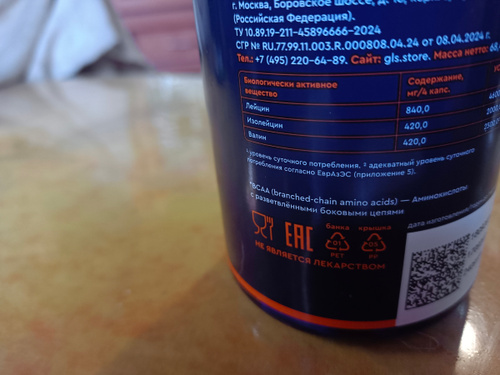 г. Москва, Боровское шоссе, д.
(Российская Федерация).
ТУ 10.89.19-211-45896666-2024
СГР № RU.77.99.11.003.R.000808.04.24 от 08.04.2024 г.
Тел.: +7 (495) 220-64-89. Сайт: gls.store. Масса нетто:
Биологически активное вещество
Содержание, мг/4 капс.
Лейцин 840,0
Изолейцин 420,0
Валин 420,0
уровень суточного потребления, ² адекватный уровень суточного
потребления согласно ЕврАзЭС (приложение 5).
*BCAA (branched-chain amino acids) — Аминокислоты
с разветвлёнными боковыми цепями
EAC
банка крышка
01 05
PET PP
НЕ ЯВЛЯЕТСЯ ЛЕКАРСТВОМ
дата изготовления